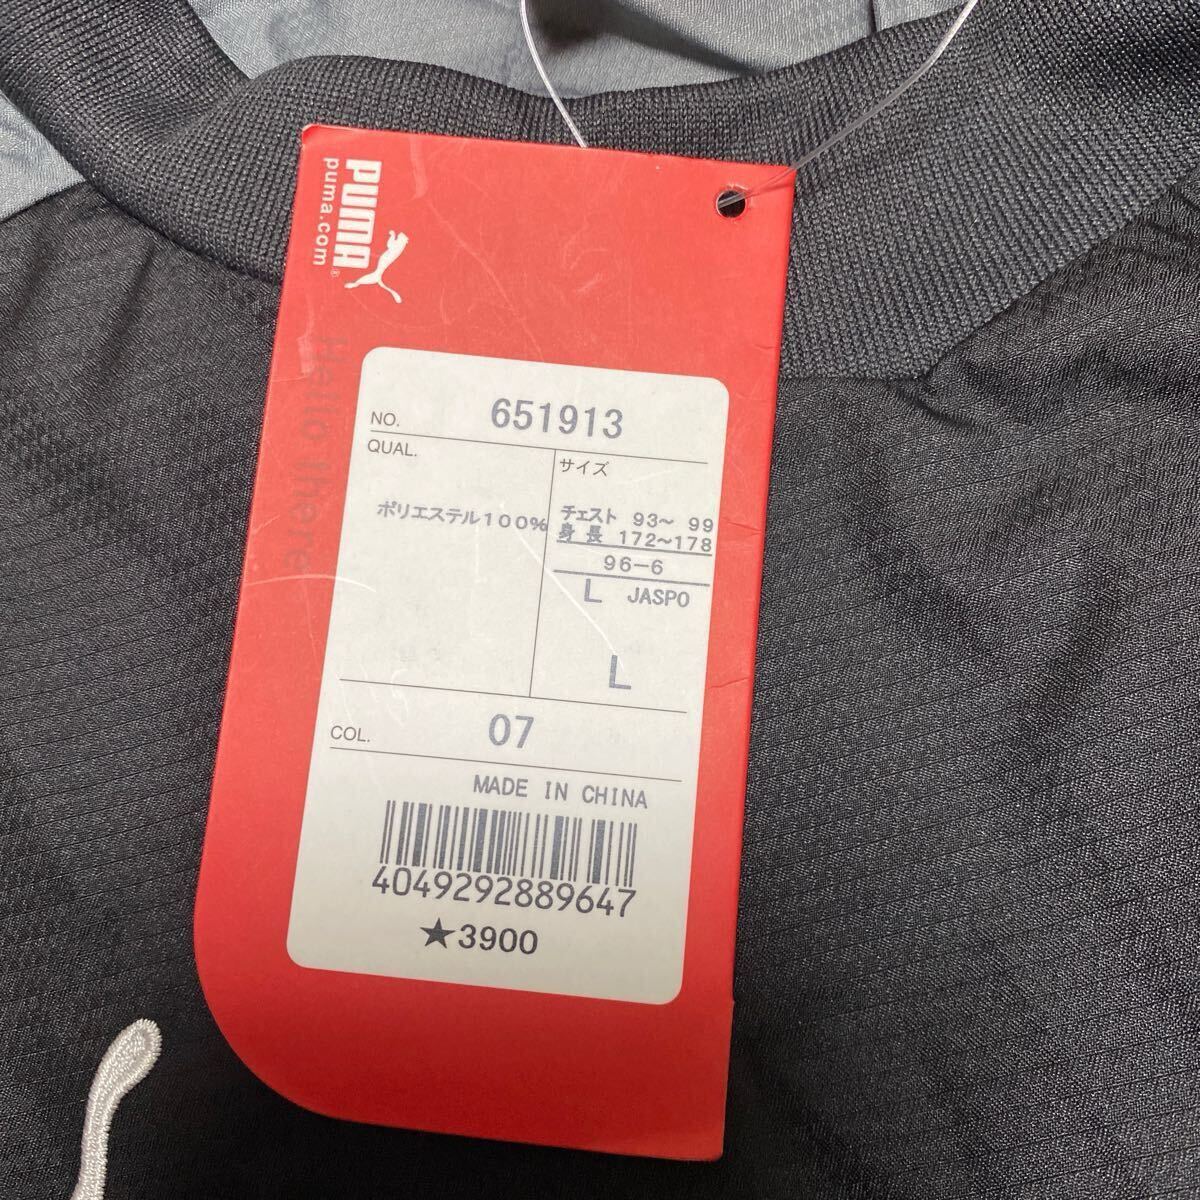 PUMA®
puma.com
Hello there
NO. 651913
QUAL.
ポリエステル100%
サイズ
チェスト 93~ 99
身長 172~178
96-6
L JASPO
L
COL. 07
MADE IN CHINA
4049292889647
★3900